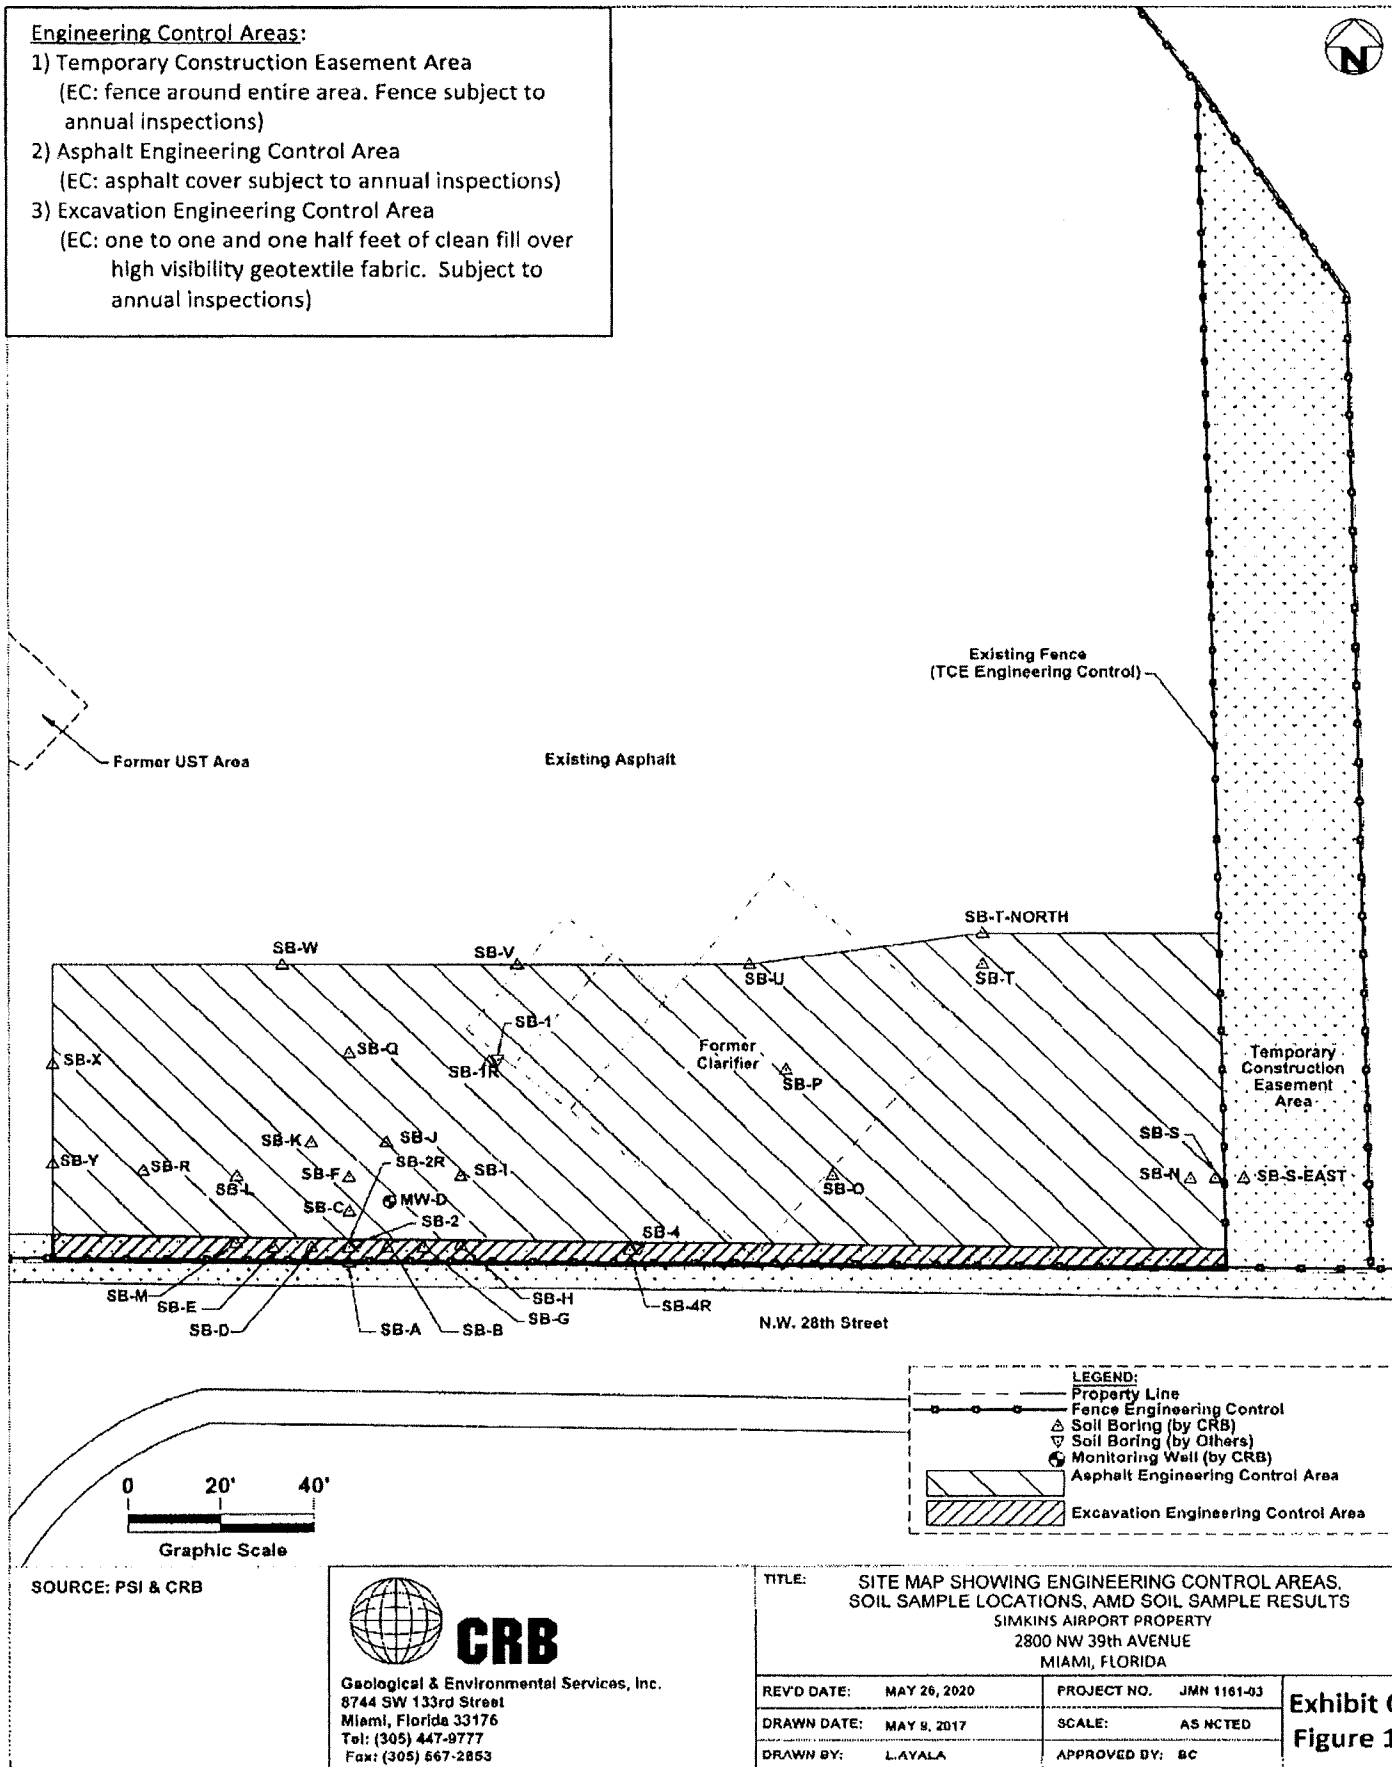 Engineering Control Areas:
1) Temporary Construction Easement Area
(EC: fence around entire area. Fence subject to
annual inspections)
2) Asphalt Engineering Control Area
(EC: asphalt cover subject to annual inspections)
3) Excavation Engineering Control Area
(EC: one to one and one half feet of clean fill over
high visibility geotextile fabric. Subject to
annual inspections)
N
Existing Fence
(TCE Engineering Control)
Former UST Area
Existing Asphalt
SB-T-NORTH
SB-W
SB-V
SB-U
SB-T
SB-1
SB-X
SB-Q
SB-1R
Former
Clarifier
SB-P
Temporary
Construction
Easement
Area
SB-K
SB-J
SB-S
SB-Y
SB-R
SB-2R
SB-L
SB-F
SB-I
SB-O
SB-N
SB-S-EAST
MW-D
SB-C
SB-2
SB-4
SB-M
SB-E
SB-D
SB-A
SB-B
SB-G
SB-H
SB-4R
N.W. 28th Street
LEGEND:
Property Line
Fence Engineering Control
Soil Boring (by CRB)
Soil Boring (by Others)
Monitoring Well (by CRB)
Asphalt Engineering Control Area
Excavation Engineering Control Area
0 20' 40'
Graphic Scale
SOURCE: PSI & CRB
CRB
Geological & Environmental Services, Inc.
8744 SW 133rd Street
Miami, Florida 33176
Tel: (305) 447-9777
Fax: (305) 567-2853
TITLE: SITE MAP SHOWING ENGINEERING CONTROL AREAS,
SOIL SAMPLE LOCATIONS, AMD SOIL SAMPLE RESULTS
SIMKINS AIRPORT PROPERTY
2800 NW 39th AVENUE
MIAMI, FLORIDA
REV'D DATE: MAY 26, 2020 PROJECT NO. JMN 1161-03
DRAWN DATE: MAY 9, 2017 SCALE: AS NOTED
DRAWN BY: L.AYALA APPROVED BY: BC
Exhibit
Figure 1